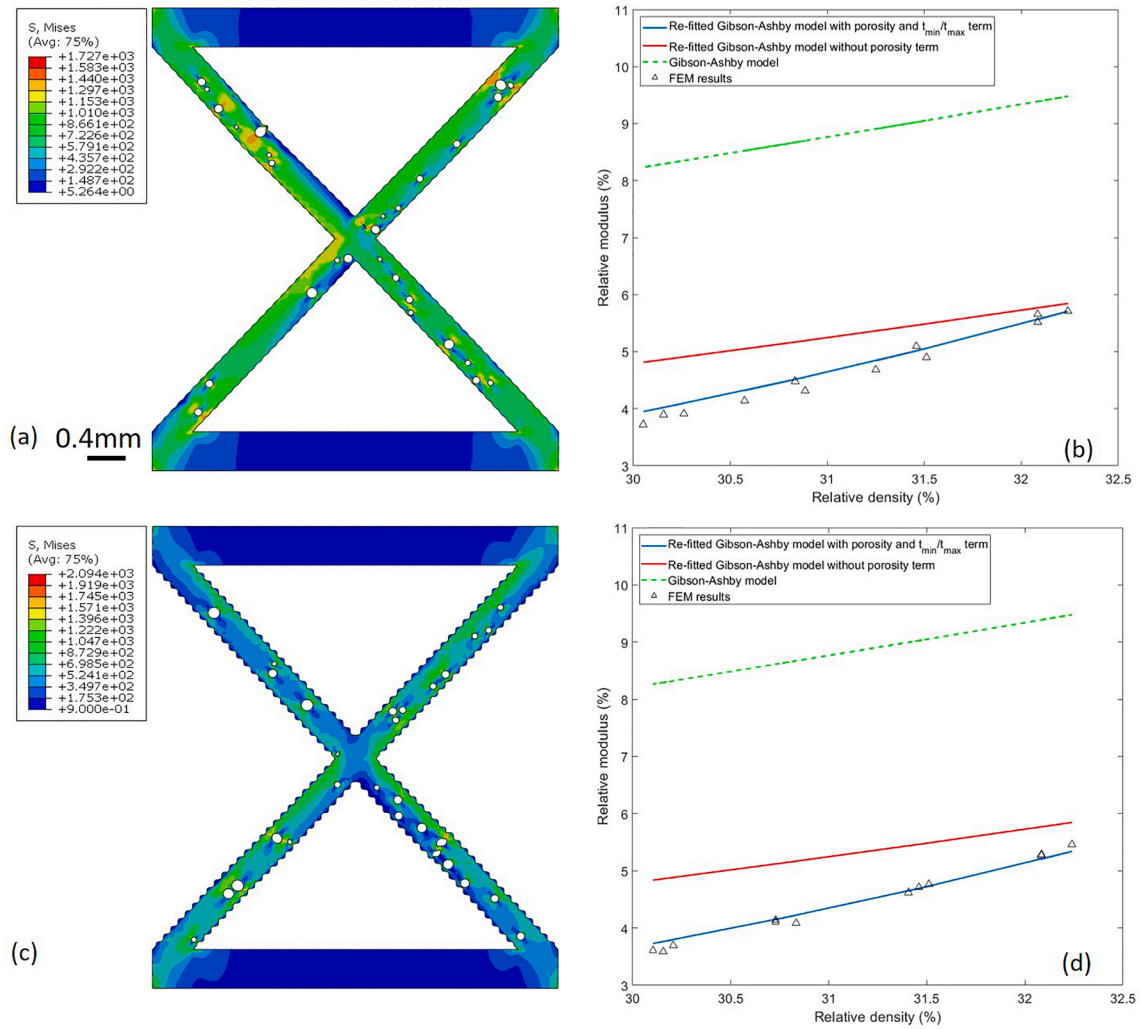 S, Mises
(Avg: 75%)
+1.727e+03
+1.583e+03
+1.440e+03
+1.297e+03
+1.153e+03
+1.010e+03
+8.661e+02
+7.226e+02
+5.791e+02
+4.357e+02
+2.922e+02
+1.487e+02
+5.264e+00
(a)
0.4mm
11
10
9
8
7
6
5
4
3
Relative modulus (%)
Re-fitted Gibson-Ashby model with porosity and tmin/tmax term
Re-fitted Gibson-Ashby model without porosity term
Gibson-Ashby model
FEM results
(b)
30 30.5 31 31.5 32 32.5
Relative density (%)
S, Mises
(Avg: 75%)
+2.094e+03
+1.919e+03
+1.745e+03
+1.571e+03
+1.396e+03
+1.222e+03
+1.047e+03
+8.729e+02
+6.985e+02
+5.241e+02
+3.497e+02
+1.753e+02
+9.000e-01
(c)
11
10
9
8
7
6
5
4
3
Relative modulus (%)
Re-fitted Gibson-Ashby model with porosity and tmin/tmax term
Re-fitted Gibson-Ashby model without porosity term
Gibson-Ashby model
FEM results
(d)
30 30.5 31 31.5 32 32.5
Relative density (%)